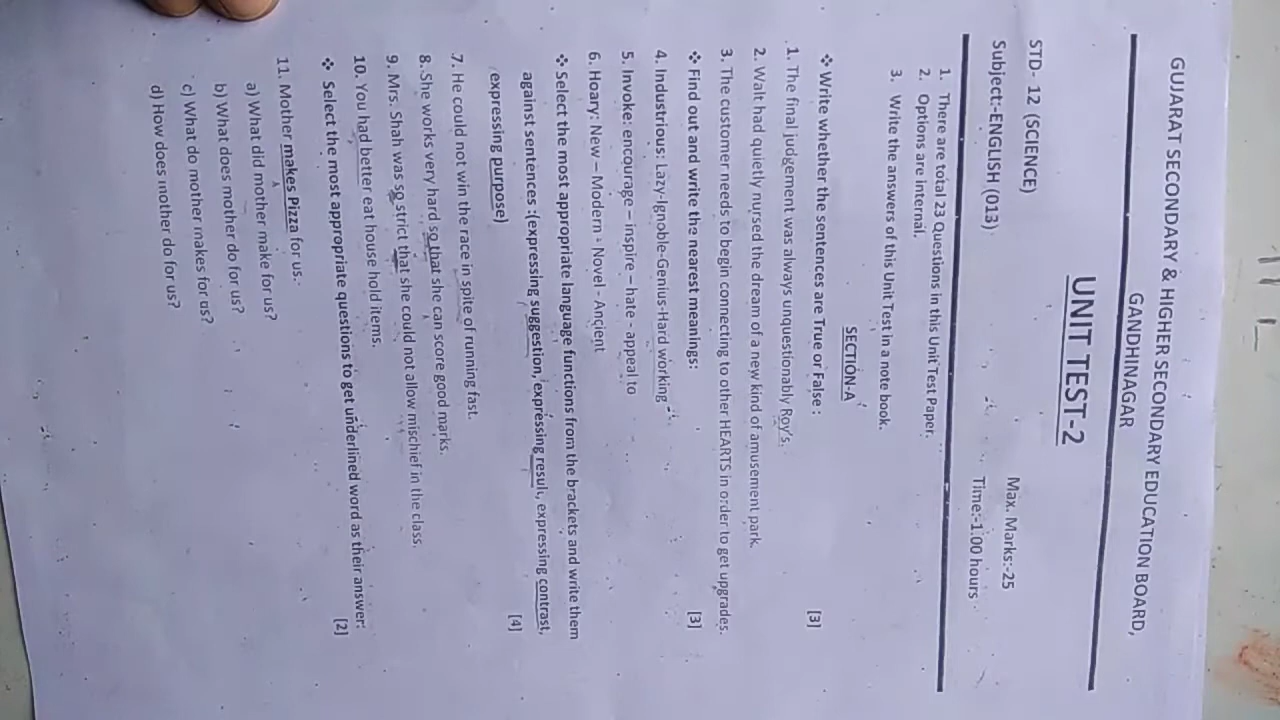 GUJARAT SECONDARY & HIGHER SECONDARY EDUCATION BOARD,
GANDHINAGAR
UNIT TEST-2
STD- 12 (SCIENCE) Max. Marks:-25
Subject:-ENGLISH (013) Time:-1.00 hours
1. There are total 23 Questions in this Unit Test Paper.
2. Options are internal.
3. Write the answers of this Unit Test in a note book.
SECTION-A
❖ Write whether the sentences are True or False : [3]
1. The final judgement was always unquestionably Roy's.
2. Walt had quietly nursed the dream of a new kind of amusement park.
3. The customer needs to begin connecting to other HEARTS in order to get upgrades.
❖ Find out and write the nearest meanings: [3]
4. Industrious: Lazy-Ignoble-Genius-Hard working
5. Invoke: encourage – inspire – hate - appeal to
6. Hoary: New – Modern - Novel - Ancient
❖ Select the most appropriate language functions from the brackets and write them
against sentences :(expressing suggestion, expressing result, expressing contrast,
expressing purpose) [4]
7. He could not win the race in spite of running fast.
8. She works very hard so that she can score good marks.
9. Mrs. Shah was so strict that she could not allow mischief in the class.
10. You had better eat house hold items.
❖ Select the most appropriate questions to get underlined word as their answer: [2]
11. Mother makes Pizza for us.
a) What did mother make for us?
b) What does mother do for us?
c) What do mother makes for us?
d) How does mother do for us?